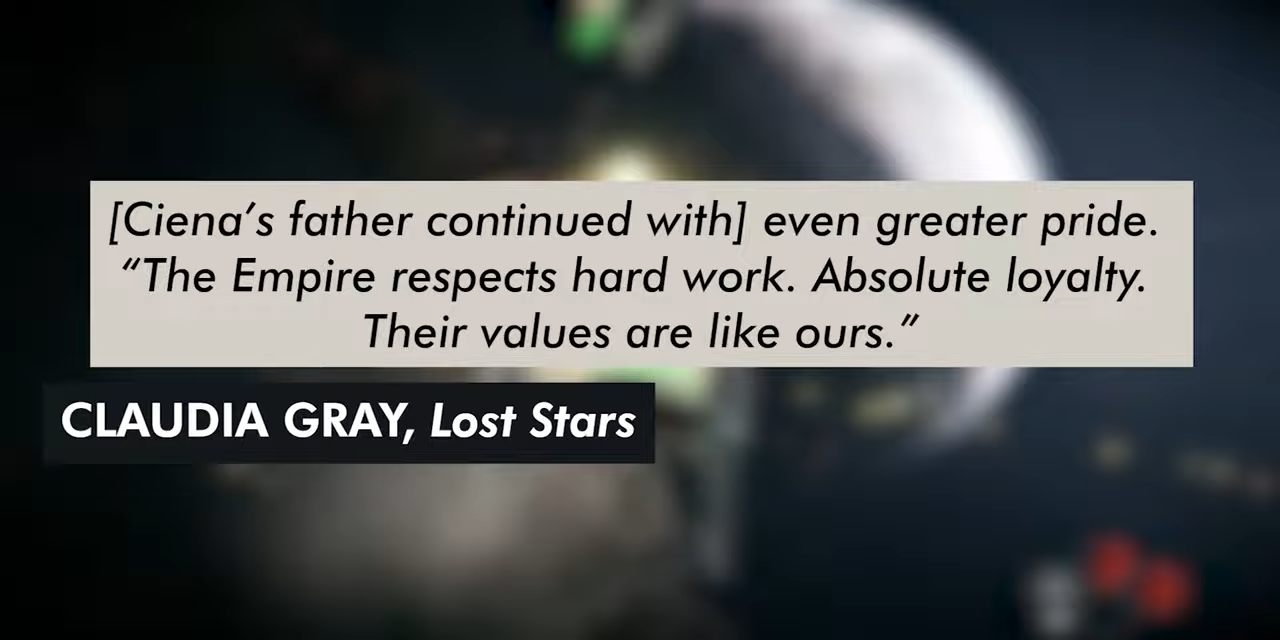 [Ciena’s father continued with] even greater pride.
“The Empire respects hard work. Absolute loyalty.
Their values are like ours.”
CLAUDIA GRAY, Lost Stars